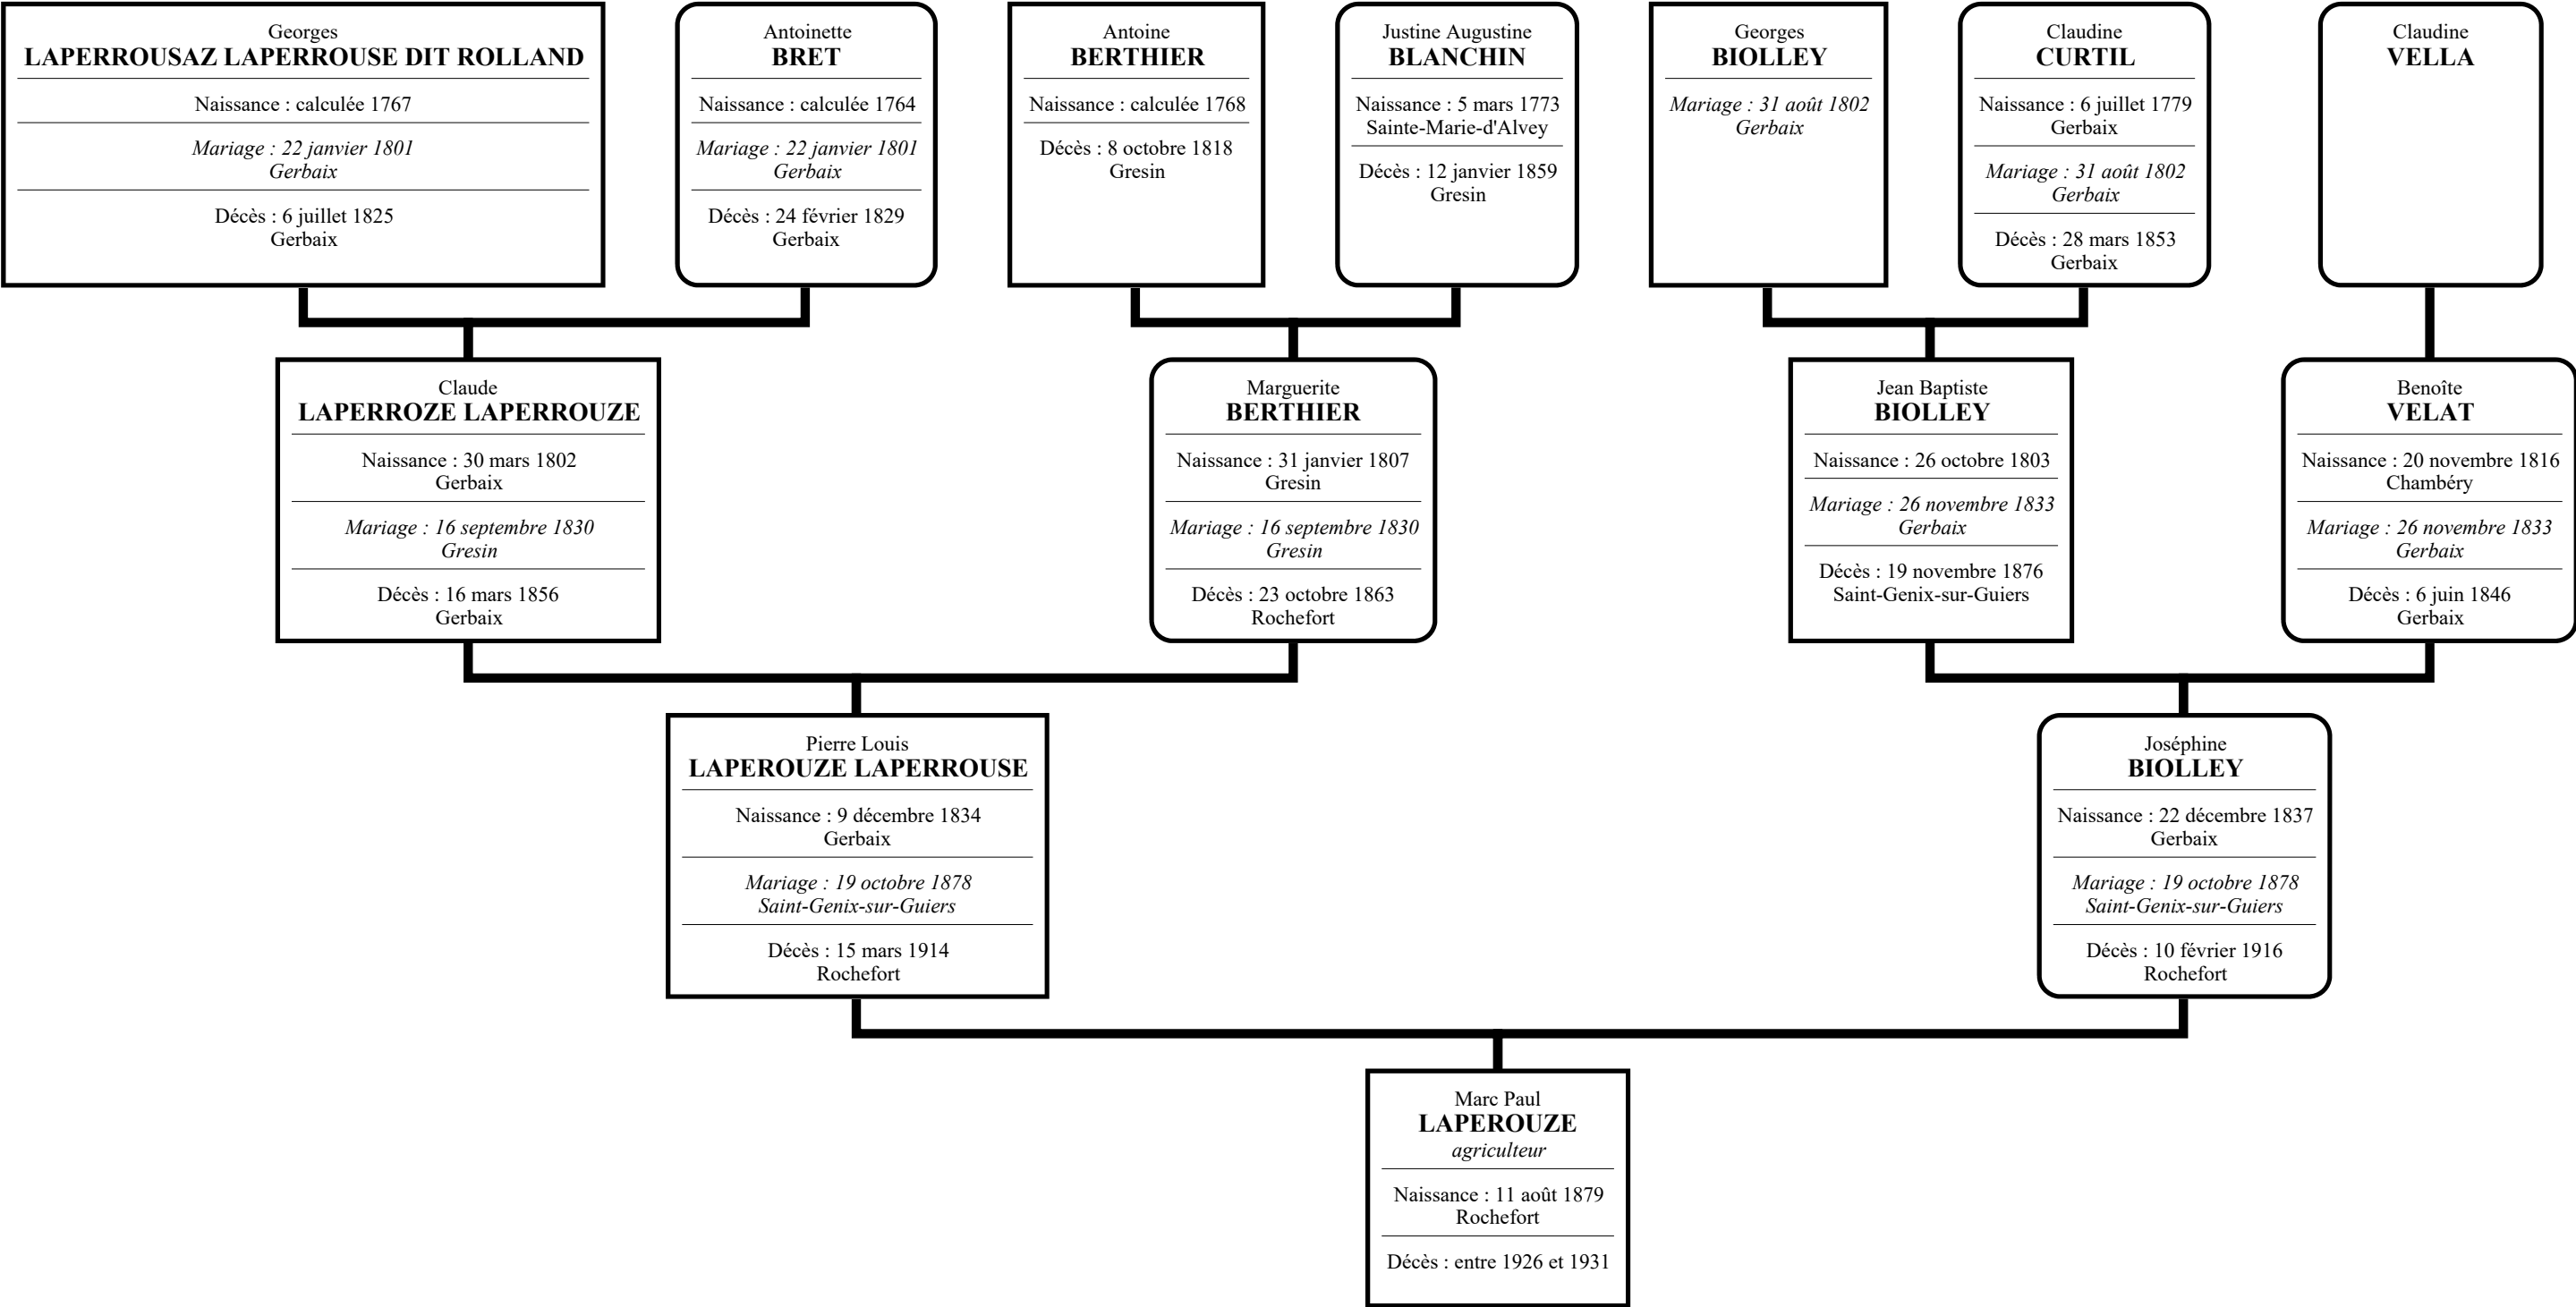 Georges
LAPERROUSAZ LAPERROUSE DIT ROLLAND
Naissance : calculée 1767
Mariage : 22 janvier 1801
Gerbaix
Décès : 6 juillet 1825
Gerbaix
Antoinette
BRET
Naissance : calculée 1764
Mariage : 22 janvier 1801
Gerbaix
Décès : 24 février 1829
Gerbaix
Antoine
BERTHIER
Naissance : calculée 1768
Décès : 8 octobre 1818
Gresin
Justine Augustine
BLANCHIN
Naissance : 5 mars 1773
Sainte-Marie-d'Alvey
Décès : 12 janvier 1859
Gresin
Georges
BIOLLEY
Mariage : 31 août 1802
Gerbaix
Claudine
CURTIL
Naissance : 6 juillet 1779
Gerbaix
Mariage : 31 août 1802
Gerbaix
Décès : 28 mars 1853
Gerbaix
Claudine
VELLA
Claude
LAPERROZE LAPERROUZE
Naissance : 30 mars 1802
Gerbaix
Mariage : 16 septembre 1830
Gresin
Décès : 16 mars 1856
Gerbaix
Marguerite
BERTHIER
Naissance : 31 janvier 1807
Gresin
Mariage : 16 septembre 1830
Gresin
Décès : 23 octobre 1863
Rochefort
Jean Baptiste
BIOLLEY
Naissance : 26 octobre 1803
Mariage : 26 novembre 1833
Gerbaix
Décès : 19 novembre 1876
Saint-Genix-sur-Guiers
Benoîte
VELAT
Naissance : 20 novembre 1816
Chambéry
Mariage : 26 novembre 1833
Gerbaix
Décès : 6 juin 1846
Gerbaix
Pierre Louis
LAPEROUZE LAPERROUSE
Naissance : 9 décembre 1834
Gerbaix
Mariage : 19 octobre 1878
Saint-Genix-sur-Guiers
Décès : 15 mars 1914
Rochefort
Joséphine
BIOLLEY
Naissance : 22 décembre 1837
Gerbaix
Mariage : 19 octobre 1878
Saint-Genix-sur-Guiers
Décès : 10 février 1916
Rochefort
Marc Paul
LAPEROUZE
agriculteur
Naissance : 11 août 1879
Rochefort
Décès : entre 1926 et 1931